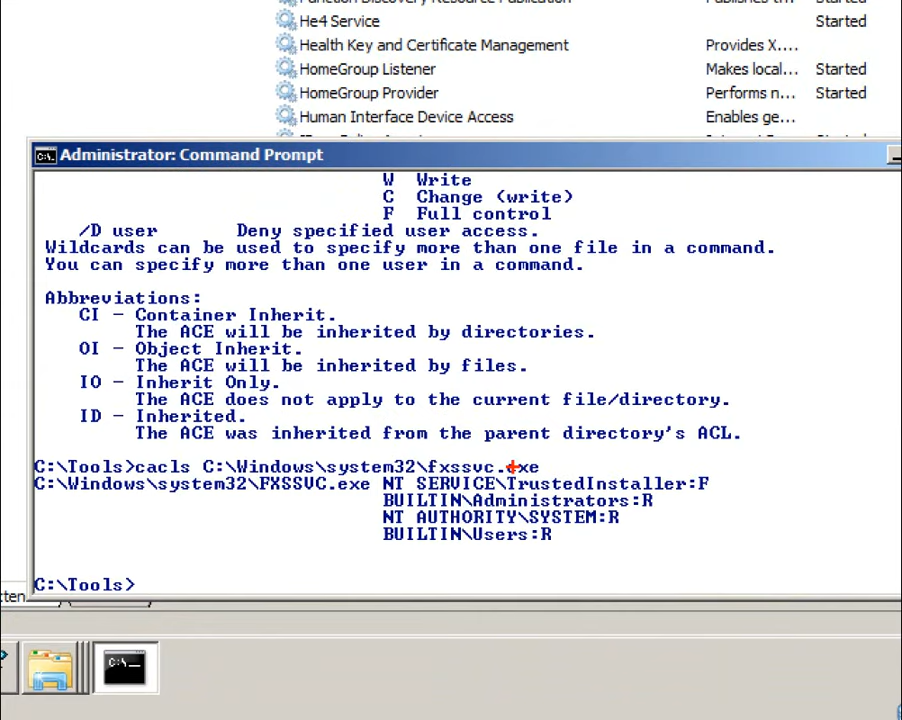 Function Discovery Resource Publication Publishes th... Started
He4 Service Started
Health Key and Certificate Management Provides X....
HomeGroup Listener Makes local... Started
HomeGroup Provider Performs n... Started
Human Interface Device Access Enables ge...
Administrator: Command Prompt
W Write
C Change (write)
F Full control
/D user Deny specified user access.
Wildcards can be used to specify more than one file in a command.
You can specify more than one user in a command.
Abbreviations:
CI - Container Inherit.
The ACE will be inherited by directories.
OI - Object Inherit.
The ACE will be inherited by files.
IO - Inherit Only.
The ACE does not apply to the current file/directory.
ID - Inherited.
The ACE was inherited from the parent directory's ACL.
C:\Tools>cacls C:\Windows\system32\fxssvc.exe
C:\Windows\system32\FXSSVC.exe NT SERVICE\TrustedInstaller:F
BUILTIN\Administrators:R
NT AUTHORITY\SYSTEM:R
BUILTIN\Users:R
C:\Tools>
C:\